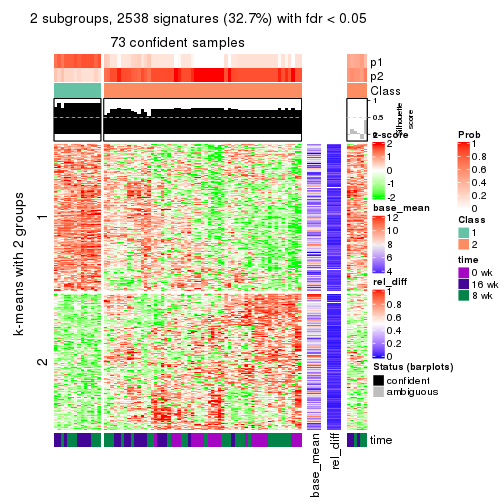 2 subgroups, 2538 signatures (32.7%) with fdr < 0.05
73 confident samples
p1
p2
Class
1
0.5
0
Silhouette
score
k-means with 2 groups
1
2
z-score
2
1
0
-1
-2
base_mean
12
10
8
6
4
rel_diff
1
0.8
0.6
0.4
0.2
0
Status (barplots)
confident
ambiguous
Prob
1
0.8
0.6
0.4
0.2
0
Class
1
2
time
0 wk
16 wk
8 wk
time
base_mean
rel_diff